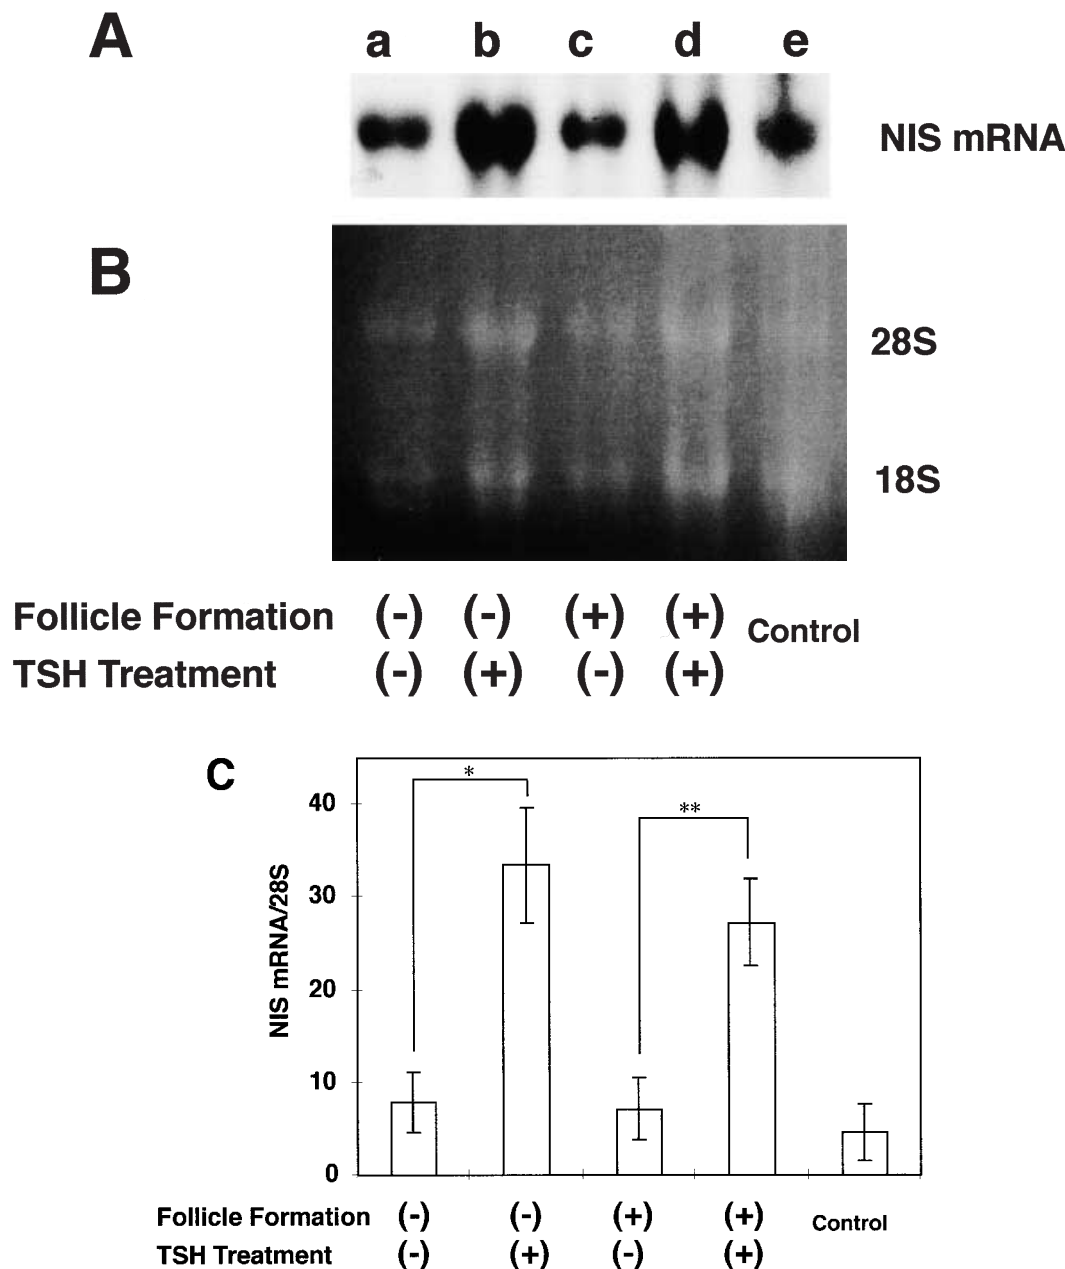 A a b c d e
NIS mRNA
B
28S
18S
Follicle Formation (-) (-) (+) (+) Control
TSH Treatment (-) (+) (-) (+)
C
* 
**
40
30
20
10
0
NIS mRNA/28S
Follicle Formation (-) (-) (+) (+) Control
TSH Treatment (-) (+) (-) (+)